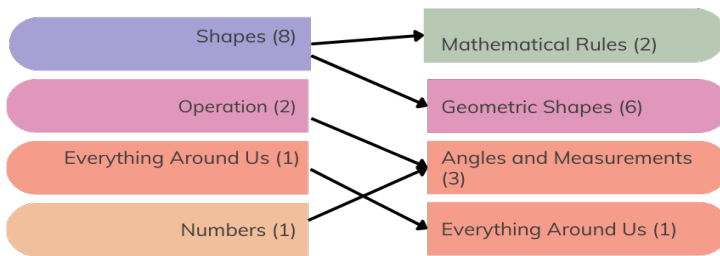 Shapes (8)
Mathematical Rules (2)
Operation (2)
Geometric Shapes (6)
Everything Around Us (1)
Angles and Measurements
(3)
Numbers (1)
Everything Around Us (1)